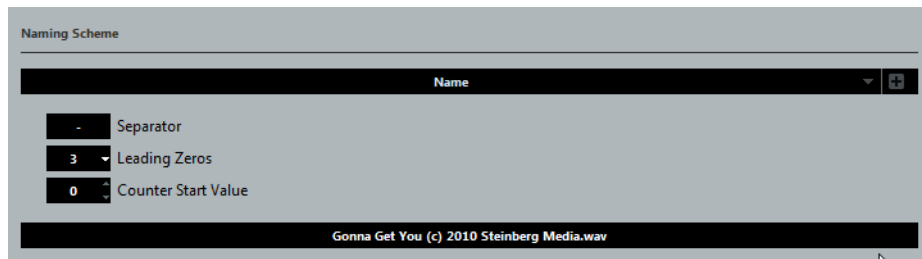 Naming Scheme
Name
- Separator
3 Leading Zeros
0 Counter Start Value
Gonna Get You (c) 2010 Steinberg Media.wav